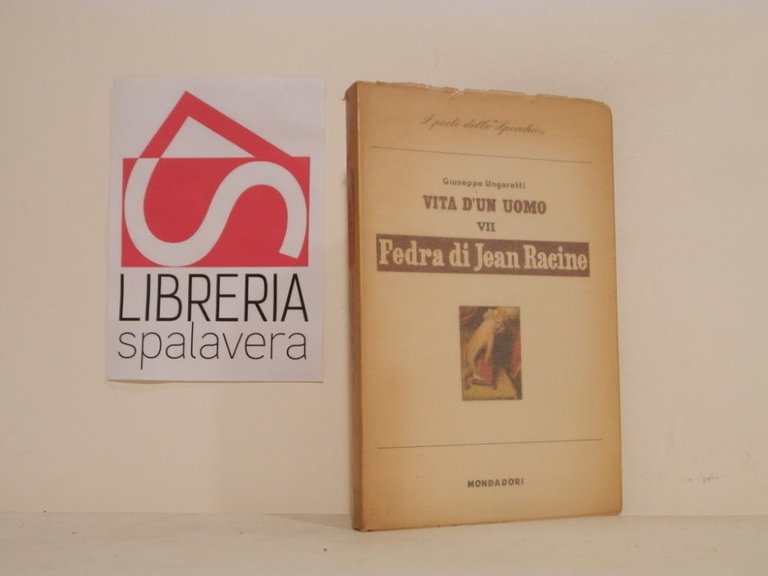 LIBRERIA
spalavera
I poeti dello "Specchio"
Giuseppe Ungaretti
VITA D'UN UOMO
VII
Fedra di Jean Racine
MONDADORI